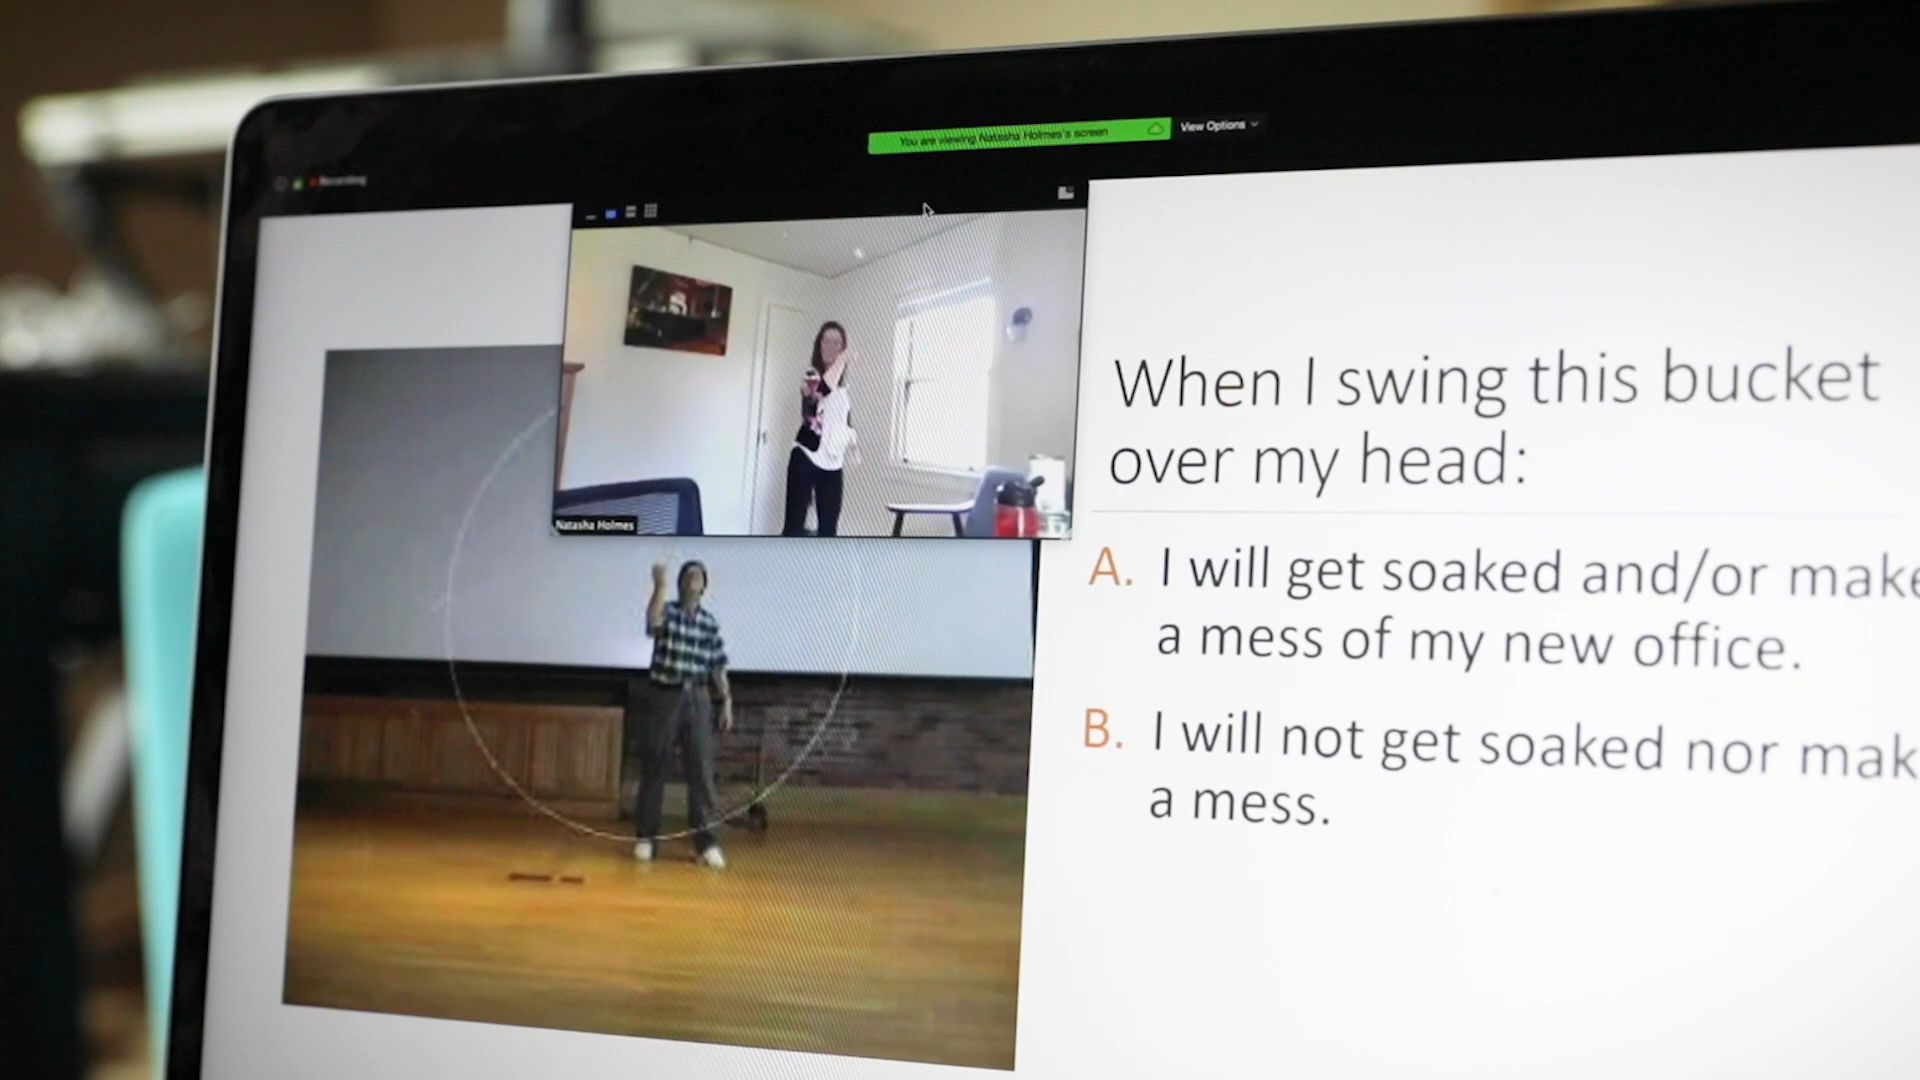 You are viewing Natasha Holmes's screen
View Options
Recording
Natasha Holmes
When I swing this bucket
over my head:
A. I will get soaked and/or make
a mess of my new office.
B. I will not get soaked nor mak
a mess.